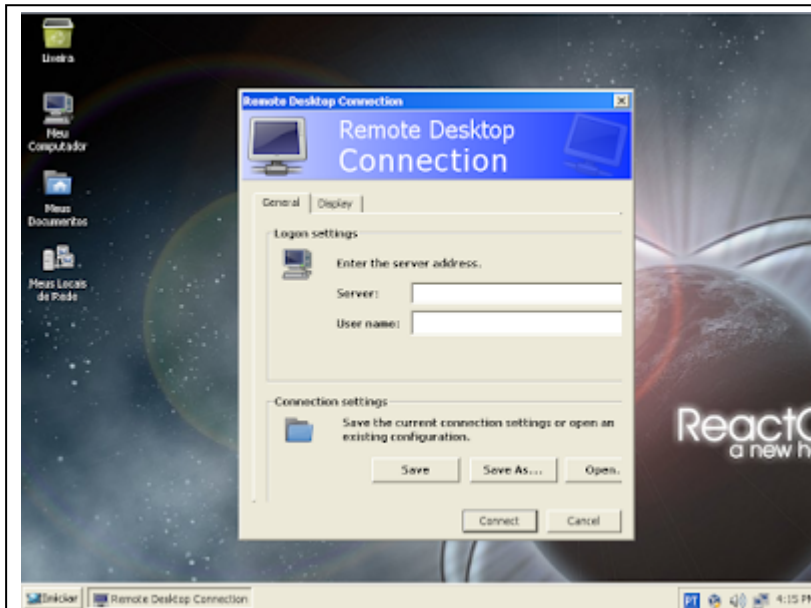 Lixeira
Meu
Computador
Meus
Documentos
Meus Locais
de Rede
Remote Desktop Connection
Remote Desktop
Connection
General
Display
Logon settings
Enter the server address.
Server:
User name:
Connection settings
Save the current connection settings or open an
existing configuration.
Save
Save As...
Open.
Connect
Cancel
ReactO
a new h
Iniciar
Remote Desktop Connection
PT
4:15 PM